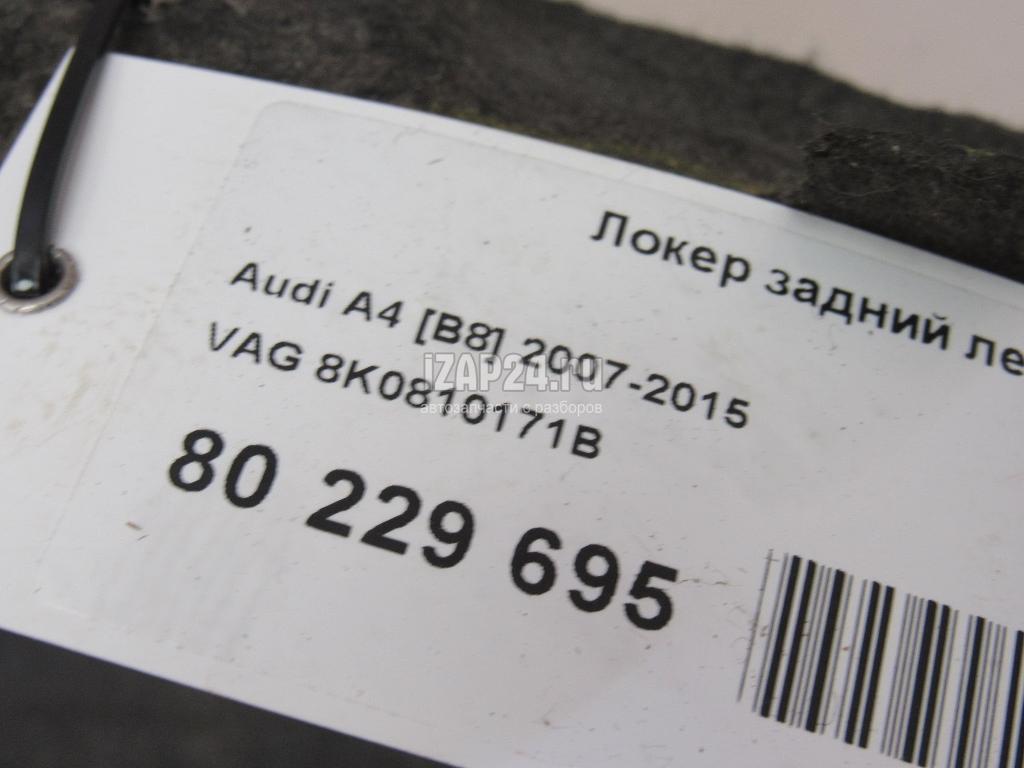 Локер задний ле
Audi A4 [B8] 2007-2015
VAG 8K0810171B
iZAP24.ru
автозапчасти с разборов
80 229 695